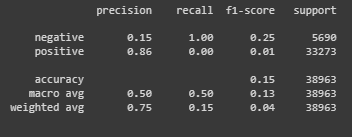 precision recall f1-score support
negative 0.15 1.00 0.25 5690
positive 0.86 0.00 0.01 33273
accuracy 0.15 38963
macro avg 0.50 0.50 0.13 38963
weighted avg 0.75 0.15 0.04 38963